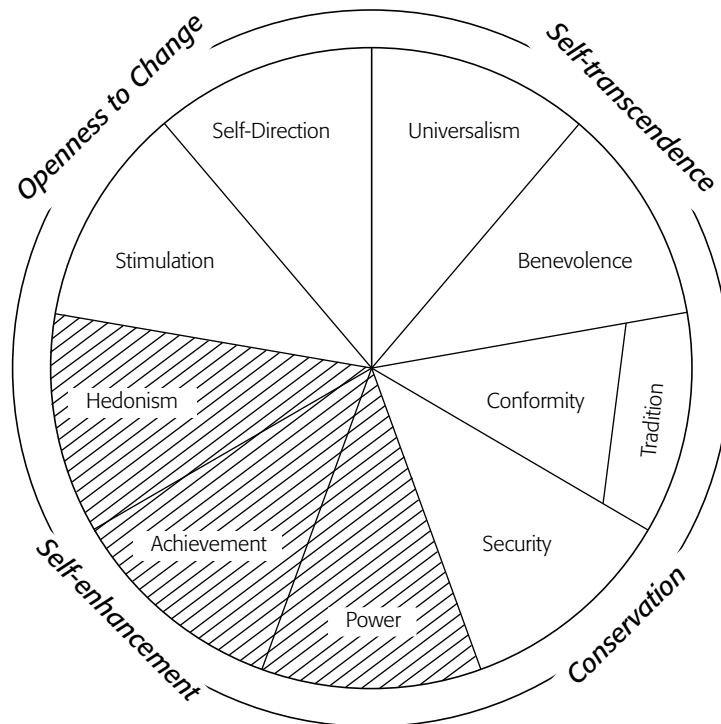 Openness to Change
Self-transcendence
Self-Direction
Universalism
Stimulation
Benevolence
Hedonism
Conformity
Tradition
Achievement
Security
Power
Self-enhancement
Conservation